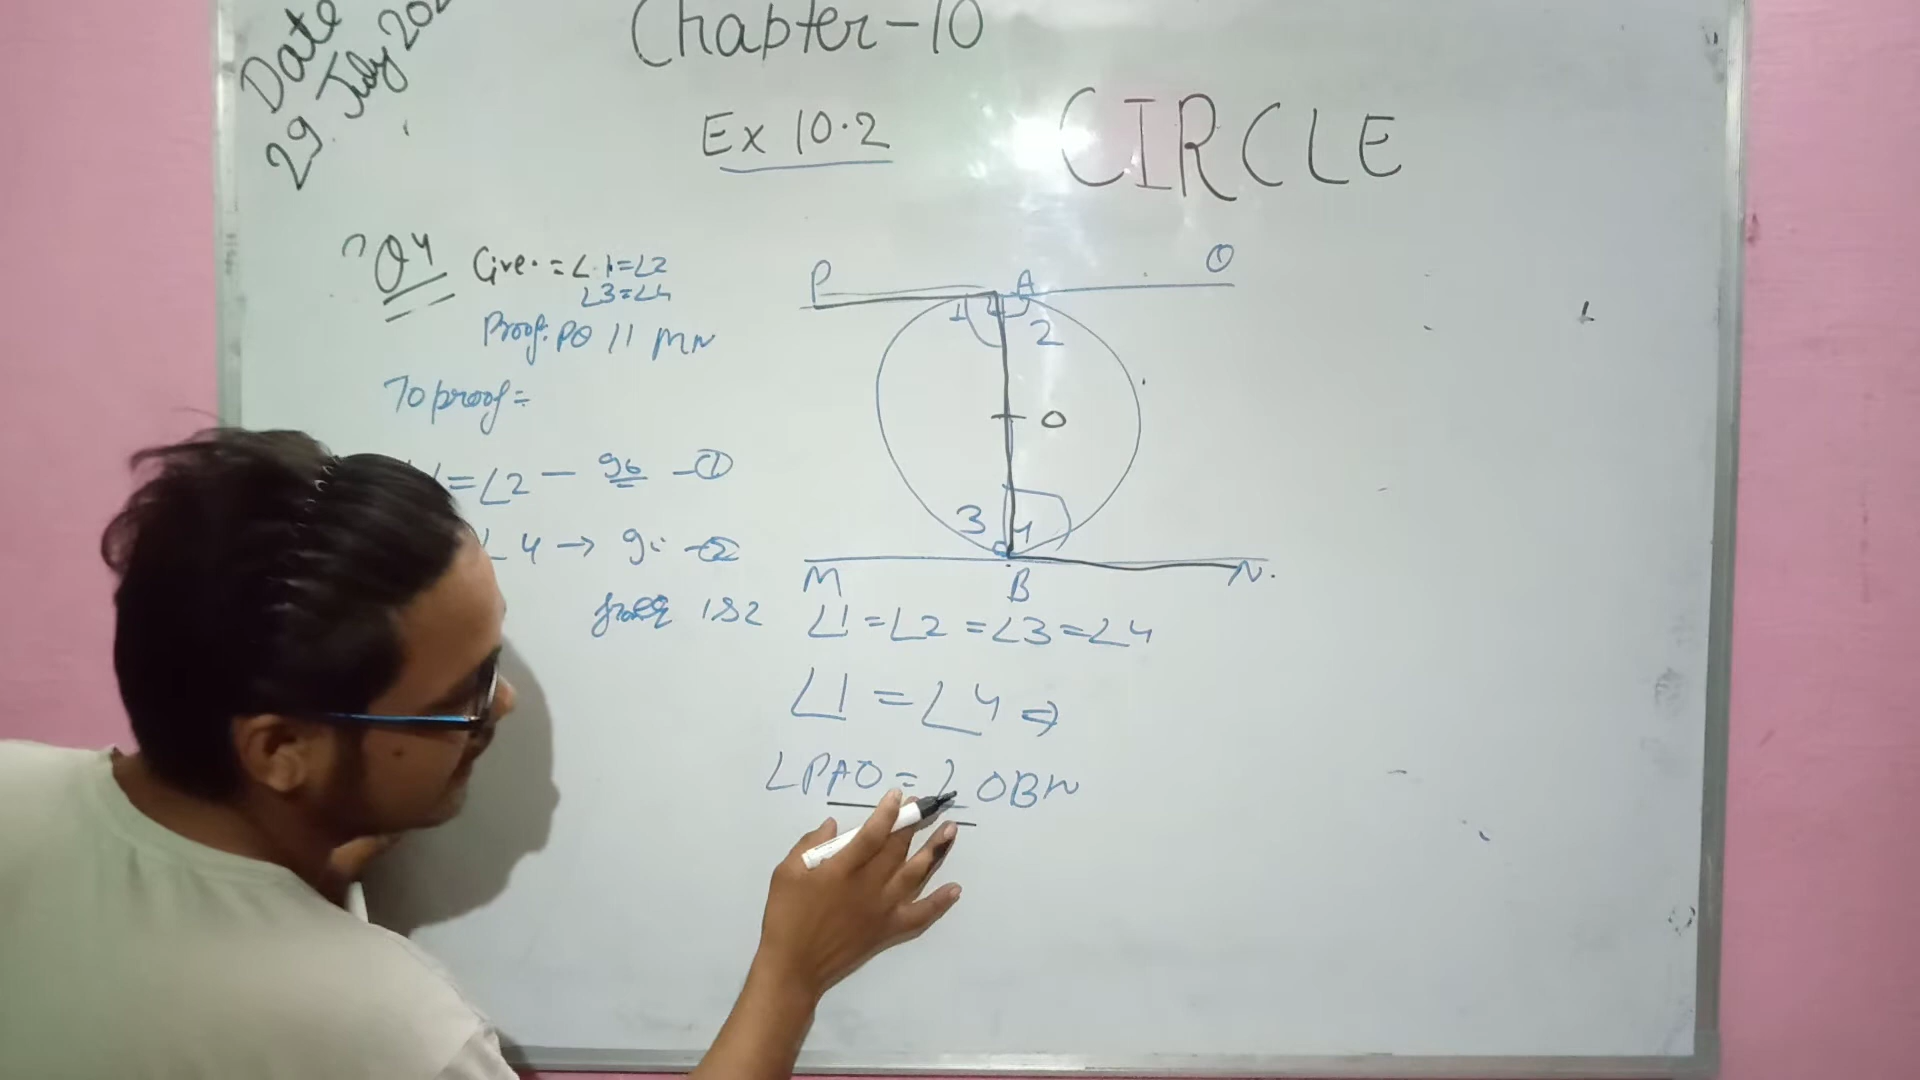 Date
29 July 202
Chapter-10
Ex 10.2
CIRCLE
Q4 Give. = ∠1=∠2
∠3=∠4
Proof: PQ // MN
To proof=
=∠2 — 90 —①
∠4 → 90 —②
1&2
P A Q
1 2
O
3 4
M B N.
∠1 = ∠2 = ∠3 = ∠4
∠1 = ∠4 ⇒
∠PAO = ∠OBN